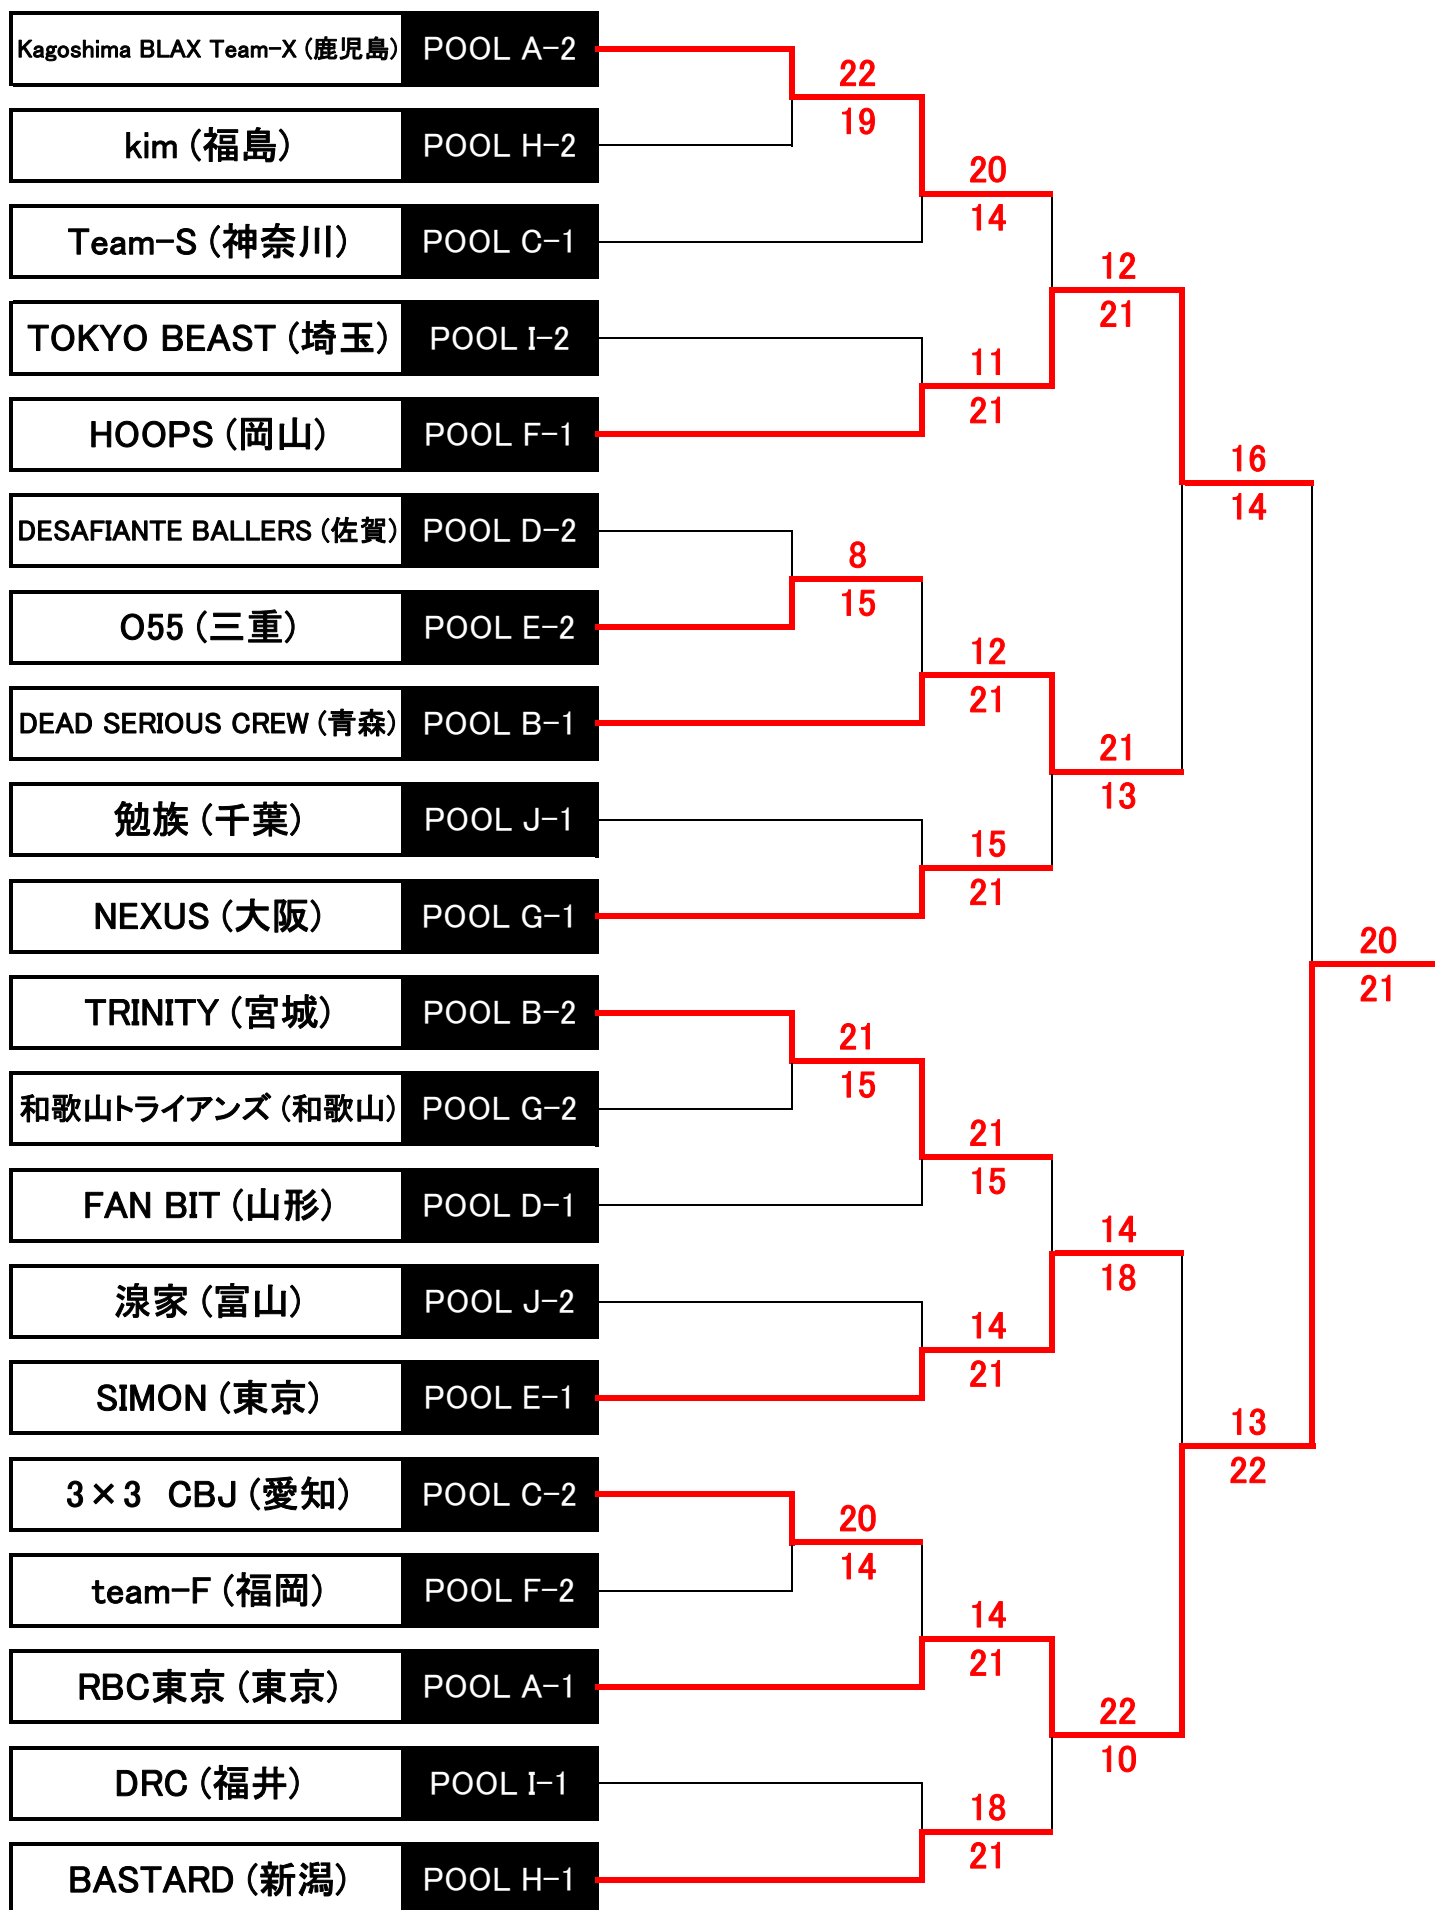 Kagoshima BLAX Team-X (鹿児島) POOL A-2
22
19
kim (福島) POOL H-2
20
14
Team-S (神奈川) POOL C-1
12
21
TOKYO BEAST (埼玉) POOL I-2
11
21
HOOPS (岡山) POOL F-1
16
14
DESAFIANTE BALLERS (佐賀) POOL D-2
8
15
O55 (三重) POOL E-2
12
21
DEAD SERIOUS CREW (青森) POOL B-1
21
13
勉族 (千葉) POOL J-1
15
21
NEXUS (大阪) POOL G-1
20
21
TRINITY (宮城) POOL B-2
21
15
和歌山トライアンズ (和歌山) POOL G-2
21
15
FAN BIT (山形) POOL D-1
14
18
湶家 (富山) POOL J-2
14
21
SIMON (東京) POOL E-1
13
22
3×3 CBJ (愛知) POOL C-2
20
14
team-F (福岡) POOL F-2
14
21
RBC東京 (東京) POOL A-1
22
10
DRC (福井) POOL I-1
18
21
BASTARD (新潟) POOL H-1